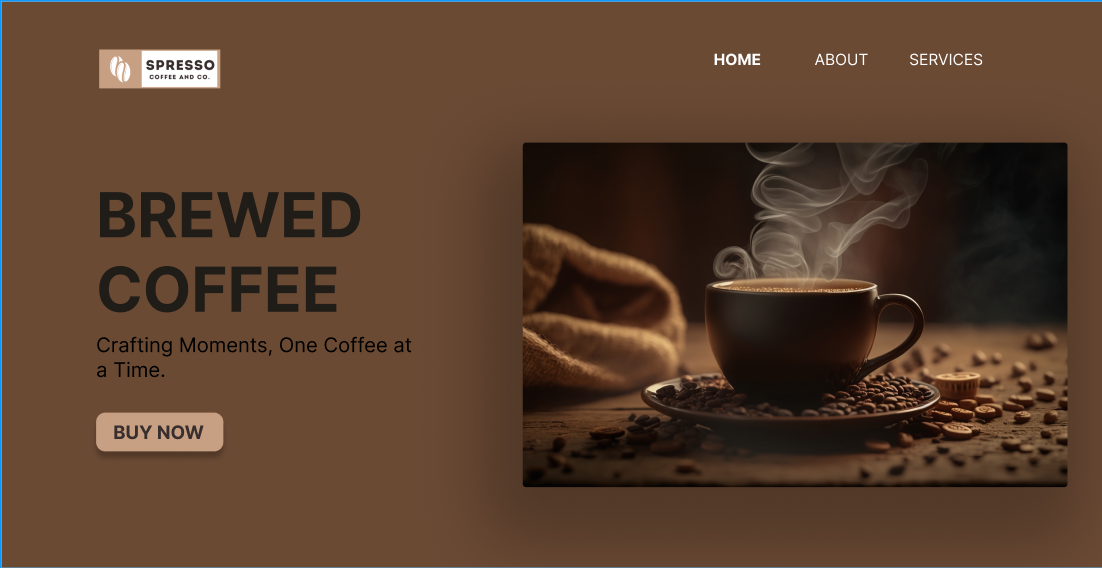 SPRESSO
COFFEE AND CO.
HOME ABOUT SERVICES
BREWED
COFFEE
Crafting Moments, One Coffee at
a Time.
BUY NOW